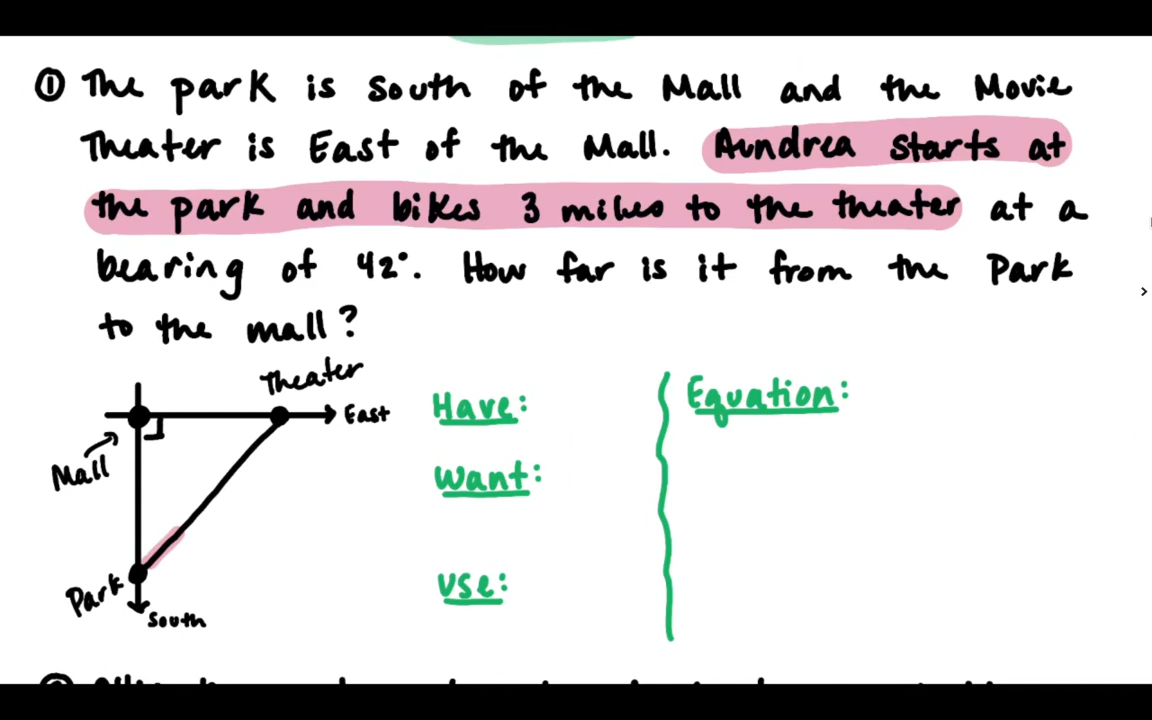 ① The park is south of the Mall and the Movie
Theater is East of the Mall. Aundrea starts at
the park and bikes 3 miles to the theater at a
bearing of 42°. How far is it from the Park
to the mall?
Theater
East
Mall
Park
South
Have:
Want:
Use:
Equation: